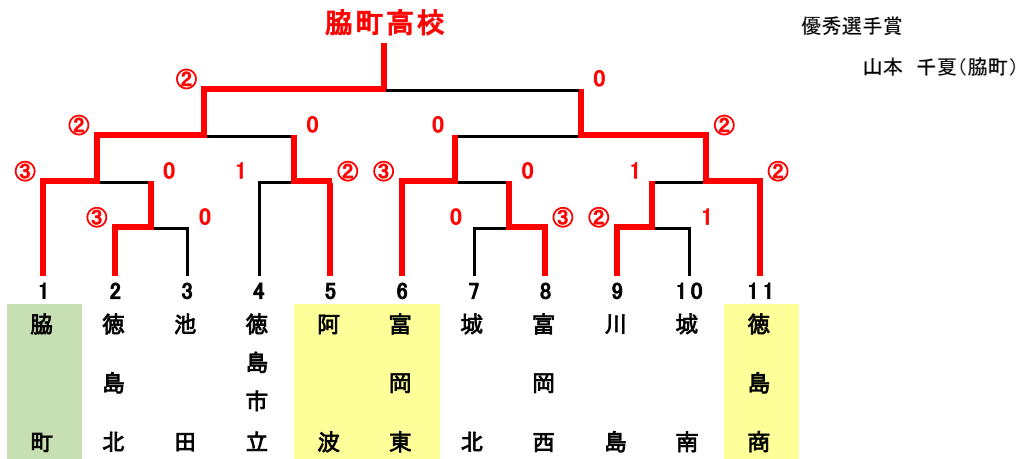 脇町高校
優秀選手賞
山本 千夏(脇町)
② 0
② 0 0 ②
③ 0 1 ② ③ 0 1 ②
③ 0 0 ③ ② 1
1 2 3 4 5 6 7 8 9 10 11
脇町
徳島北
池田
徳島市立
阿波
富岡東
城北
富岡西
川島
城南
徳島商